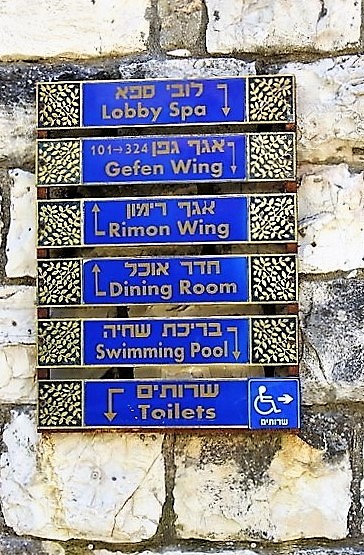 לובי ספא
Lobby Spa
אגף גפן 101→324
Gefen Wing
אגף רימון
Rimon Wing
חדר אוכל
Dining Room
בריכת שחיה
Swimming Pool
שרותים
Toilets
שרותים